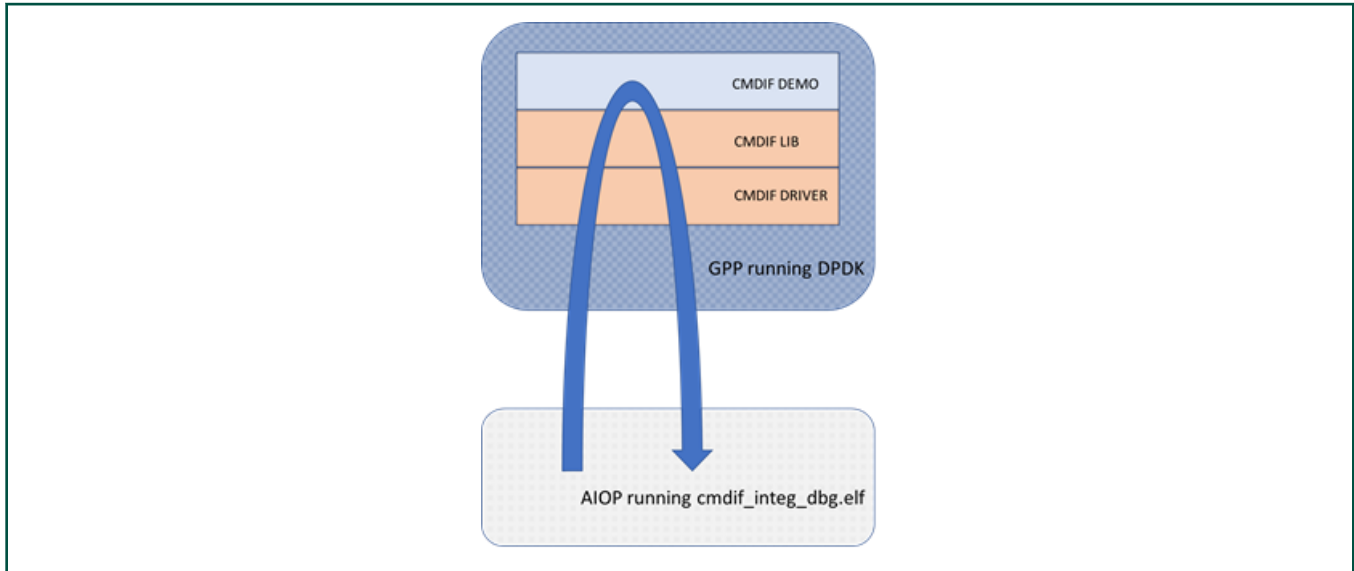 CMDIF DEMO
CMDIF LIB
CMDIF DRIVER
GPP running DPDK
AIOP running cmdif_integ_dbg.elf